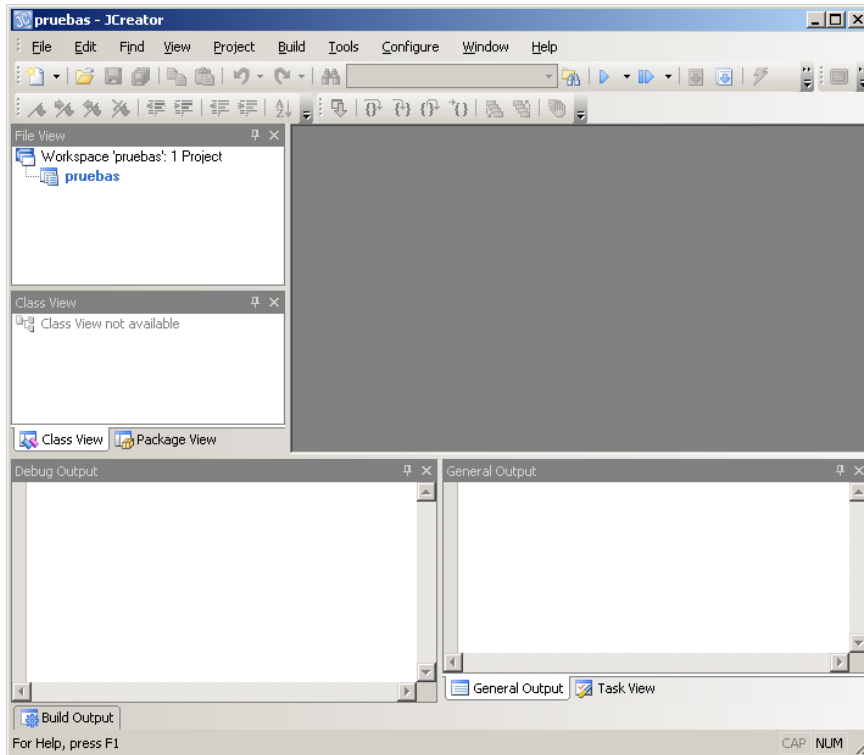 pruebas - JCreator
File Edit Find View Project Build Tools Configure Window Help
File View
Workspace 'pruebas': 1 Project
pruebas
Class View
Class View not available
Class View Package View
Debug Output
General Output
General Output Task View
Build Output
For Help, press F1
CAP NUM